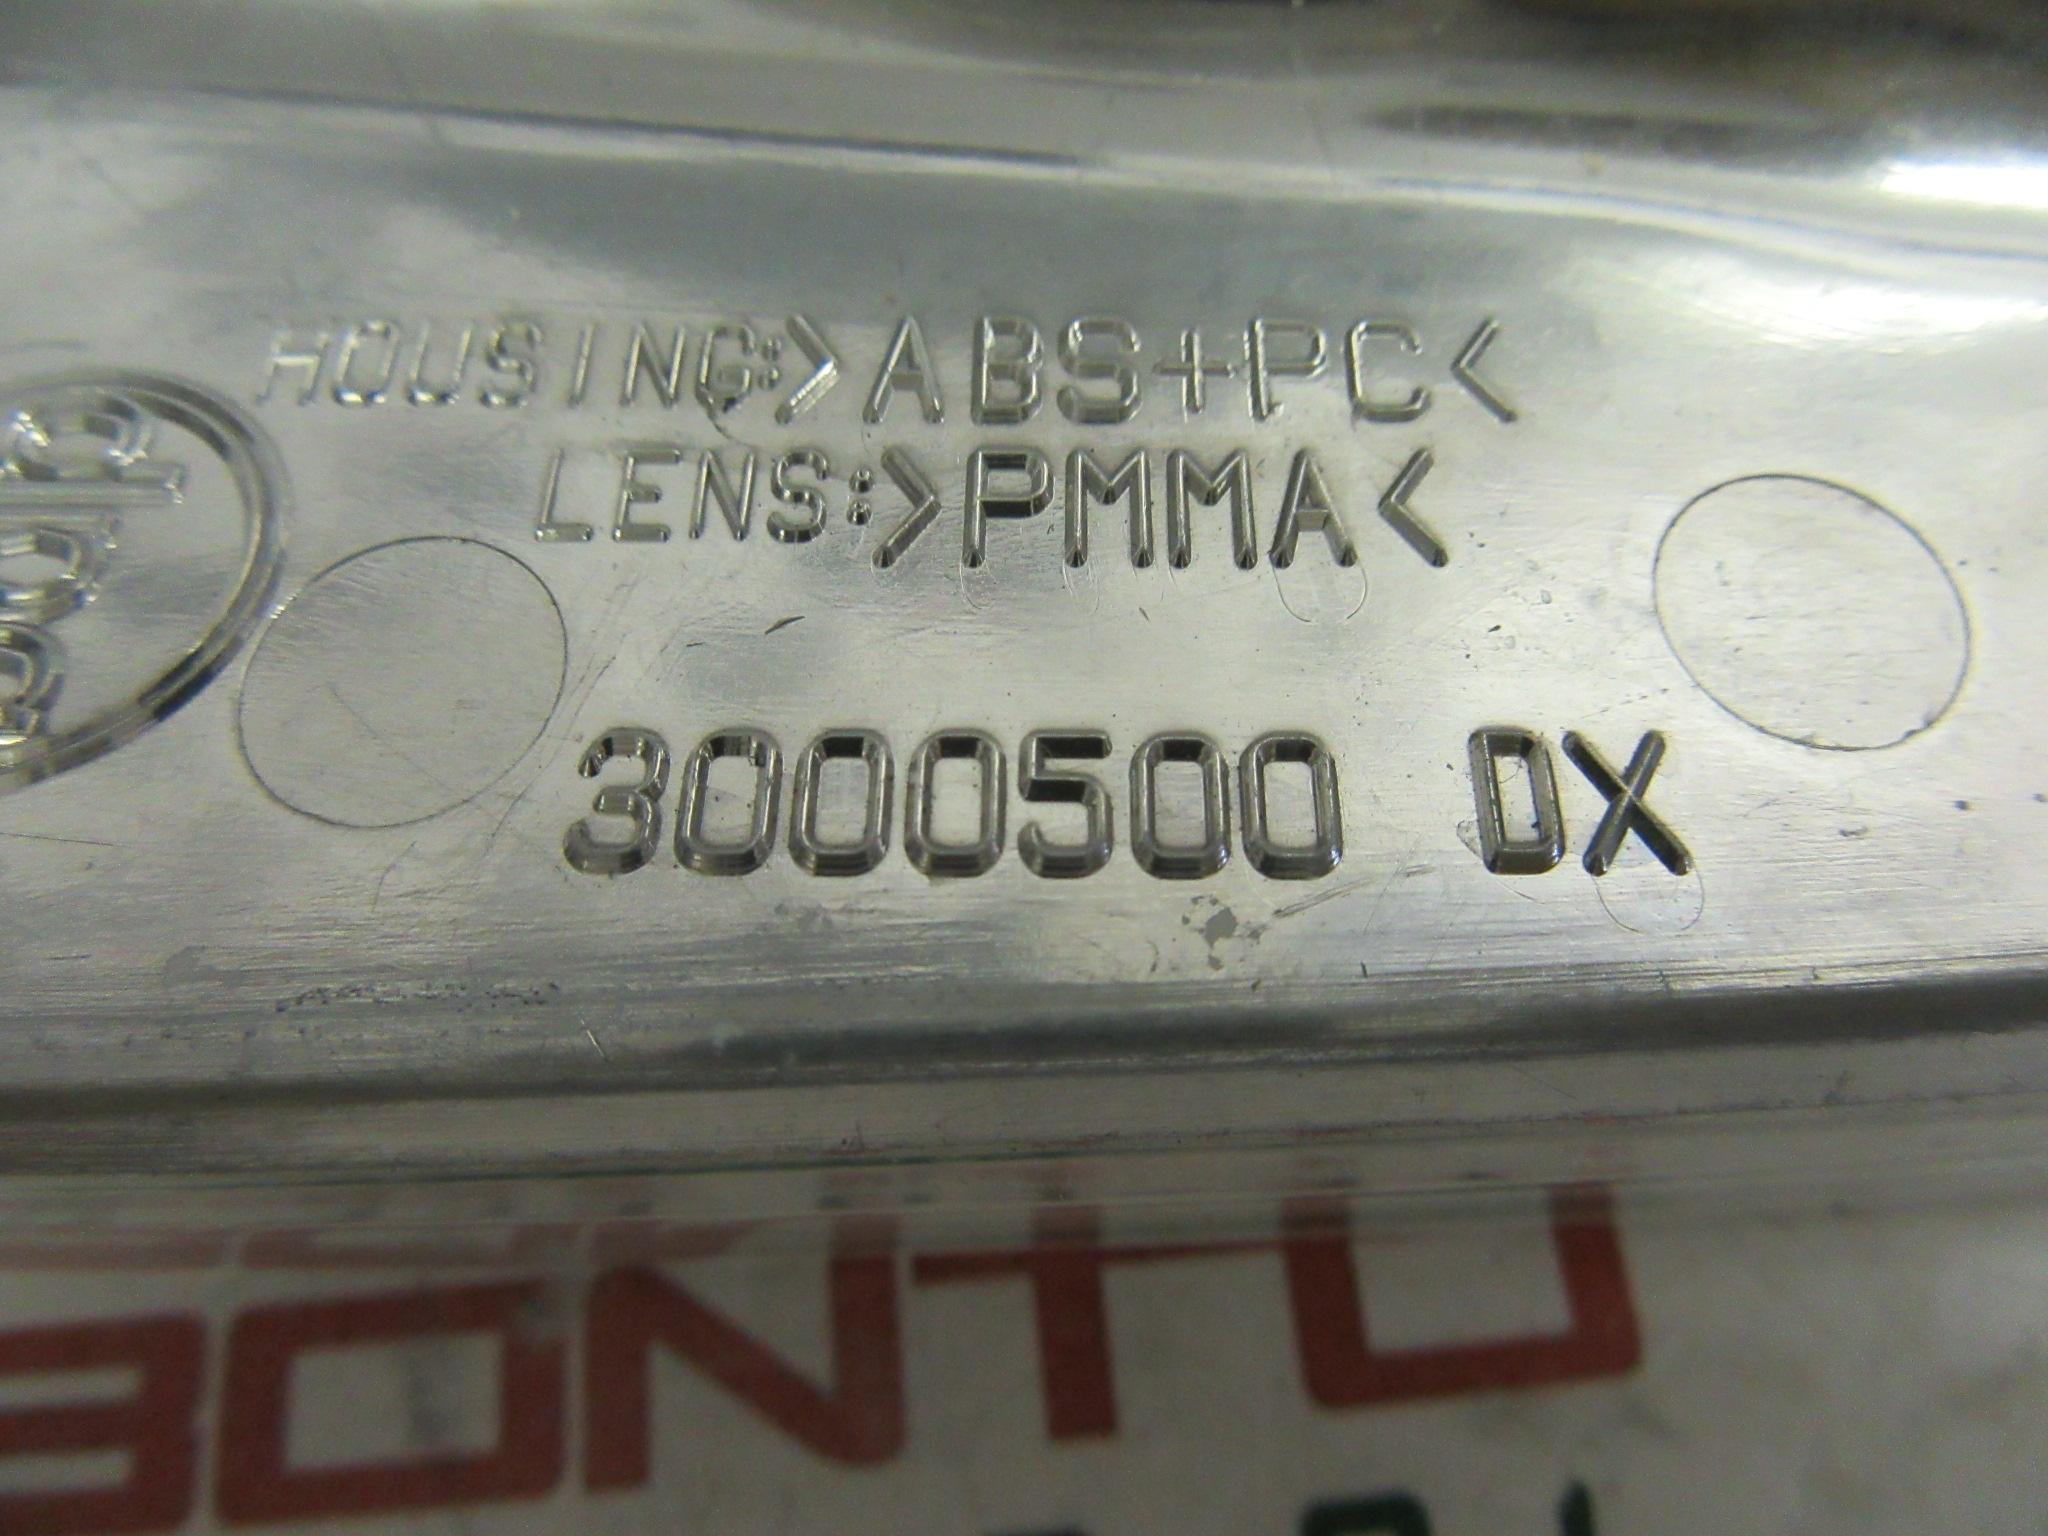 HOUSING:>ABS+PC<
LENS:>PMMA<
3000500 DX